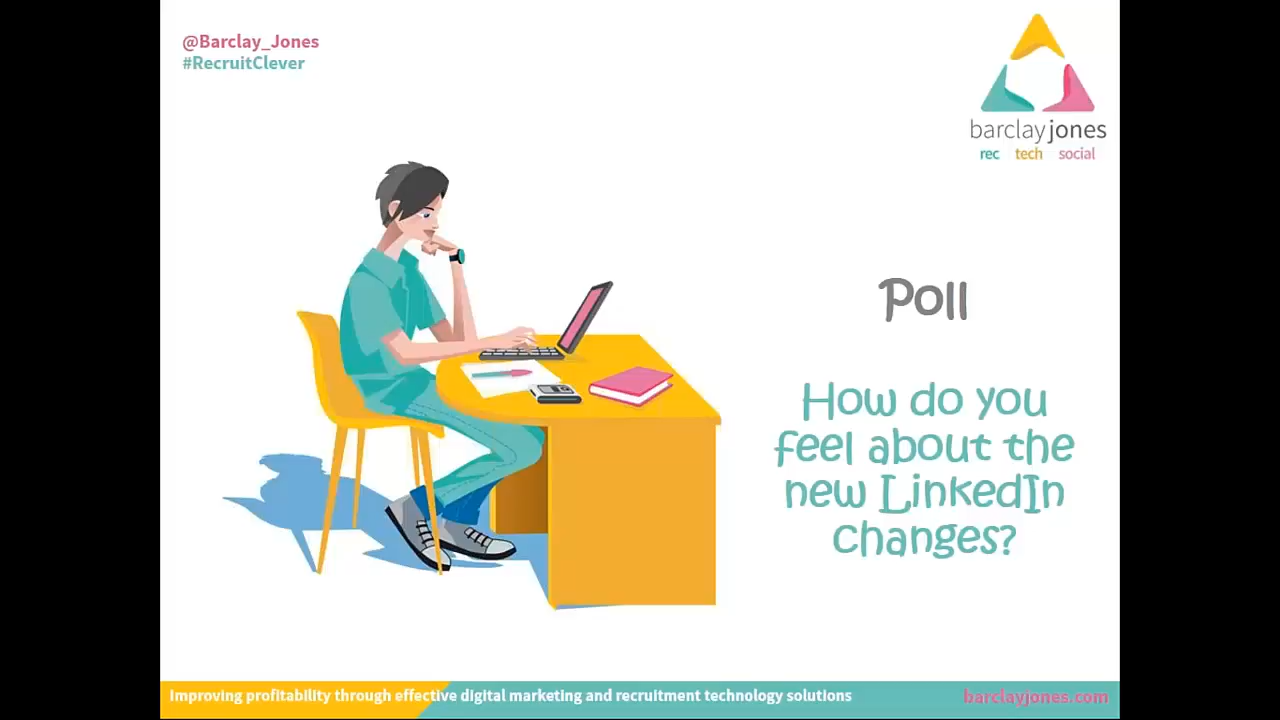 @Barclay_Jones
#RecruitClever
barclayjones
rec tech social
Poll
How do you
feel about the
new LinkedIn
changes?
Improving profitability through effective digital marketing and recruitment technology solutions
barclayjones.com